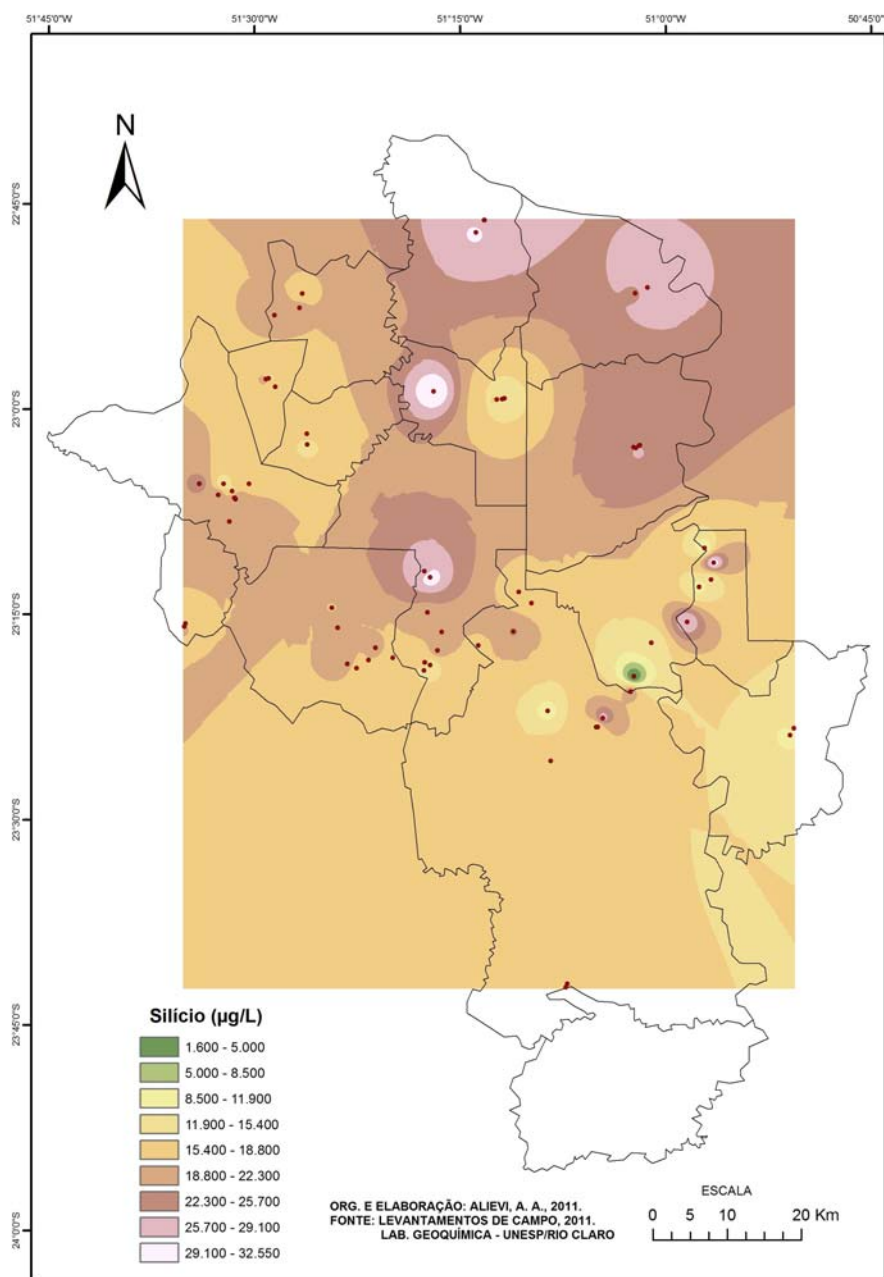 51°45'0"W 51°30'0"W 51°15'0"W 51°0'0"W 50°45'0"W
N
22°45'0"S
23°0'0"S
23°15'0"S
23°30'0"S
23°45'0"S
24°0'0"S
Silício (µg/L)
1.600 - 5.000
5.000 - 8.500
8.500 - 11.900
11.900 - 15.400
15.400 - 18.800
18.800 - 22.300
22.300 - 25.700
25.700 - 29.100
29.100 - 32.550
ORG. E ELABORAÇÃO: ALIEVI, A. A., 2011.
FONTE: LEVANTAMENTOS DE CAMPO, 2011.
LAB. GEOQUÍMICA - UNESP/RIO CLARO
ESCALA
0 5 10 20 Km